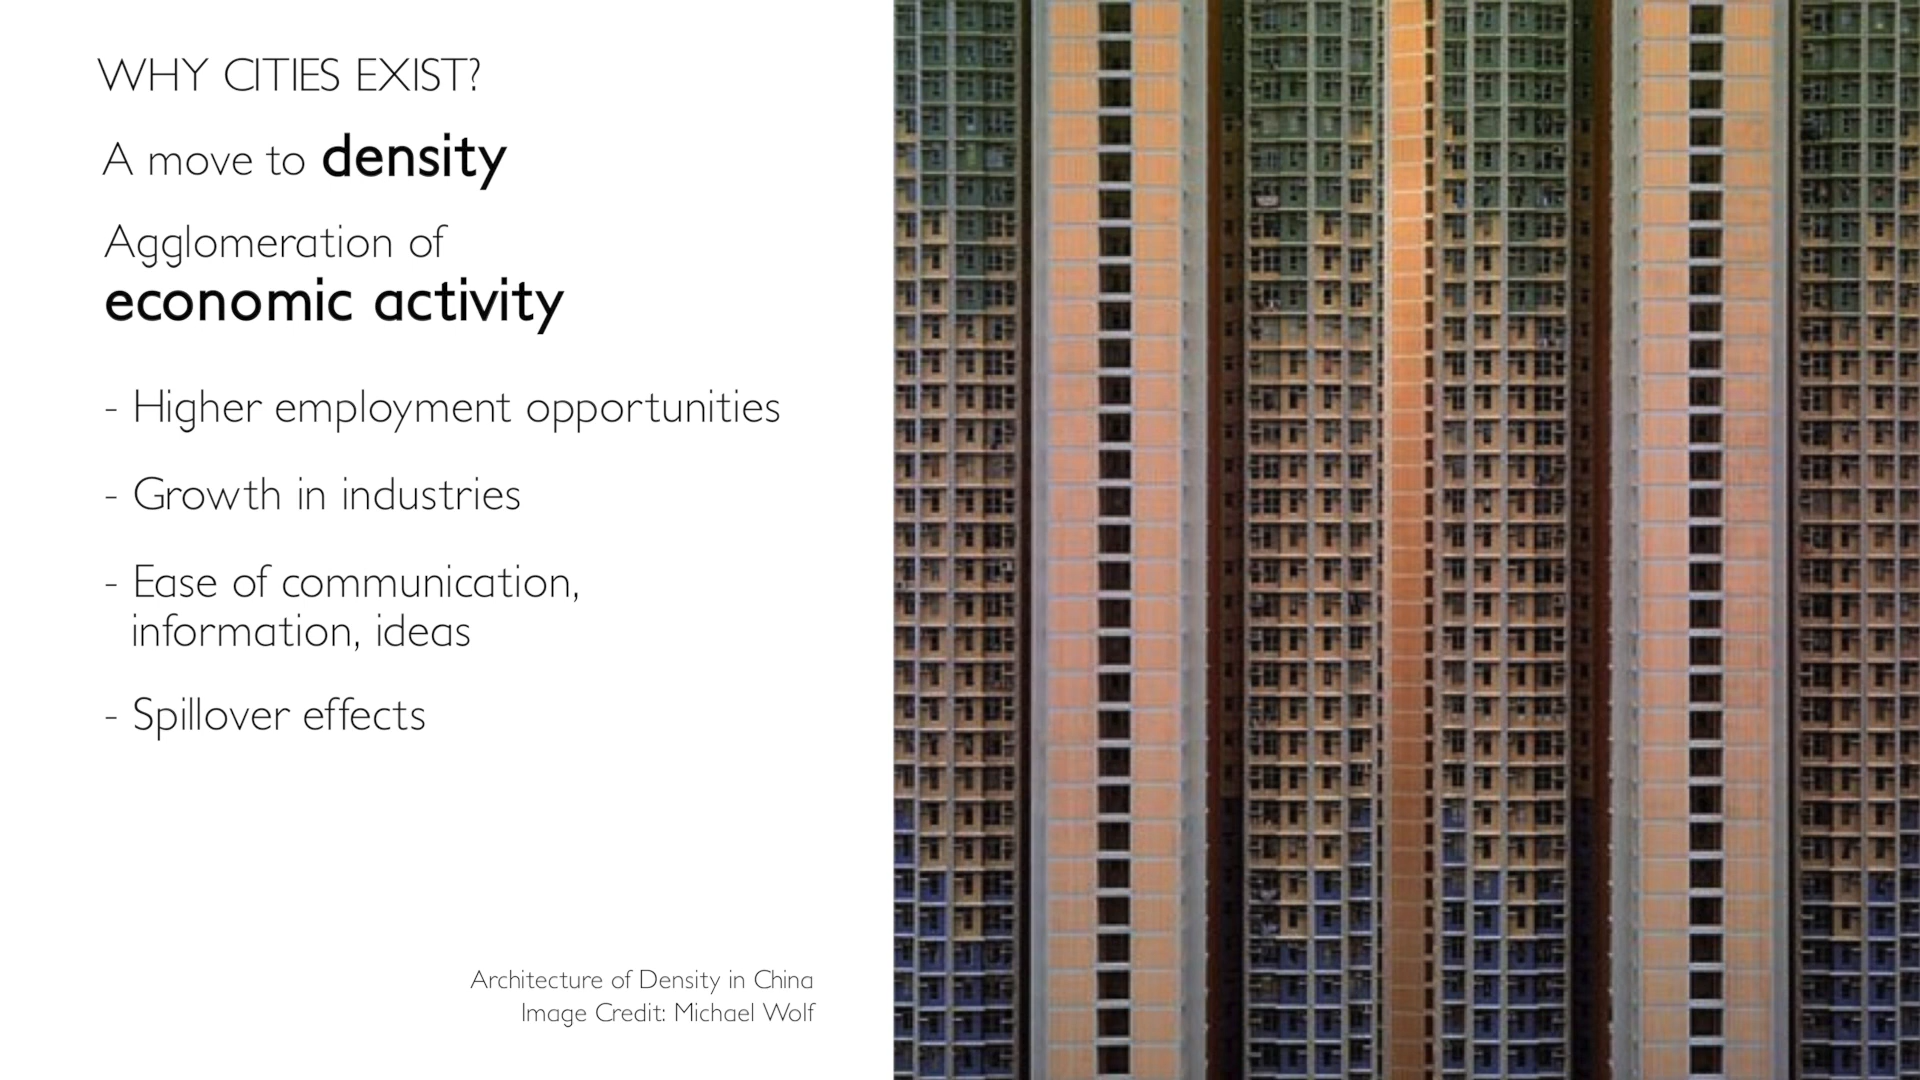 WHY CITIES EXIST?
A move to density
Agglomeration of
economic activity
- Higher employment opportunities
- Growth in industries
- Ease of communication,
information, ideas
- Spillover effects
Architecture of Density in China
Image Credit: Michael Wolf